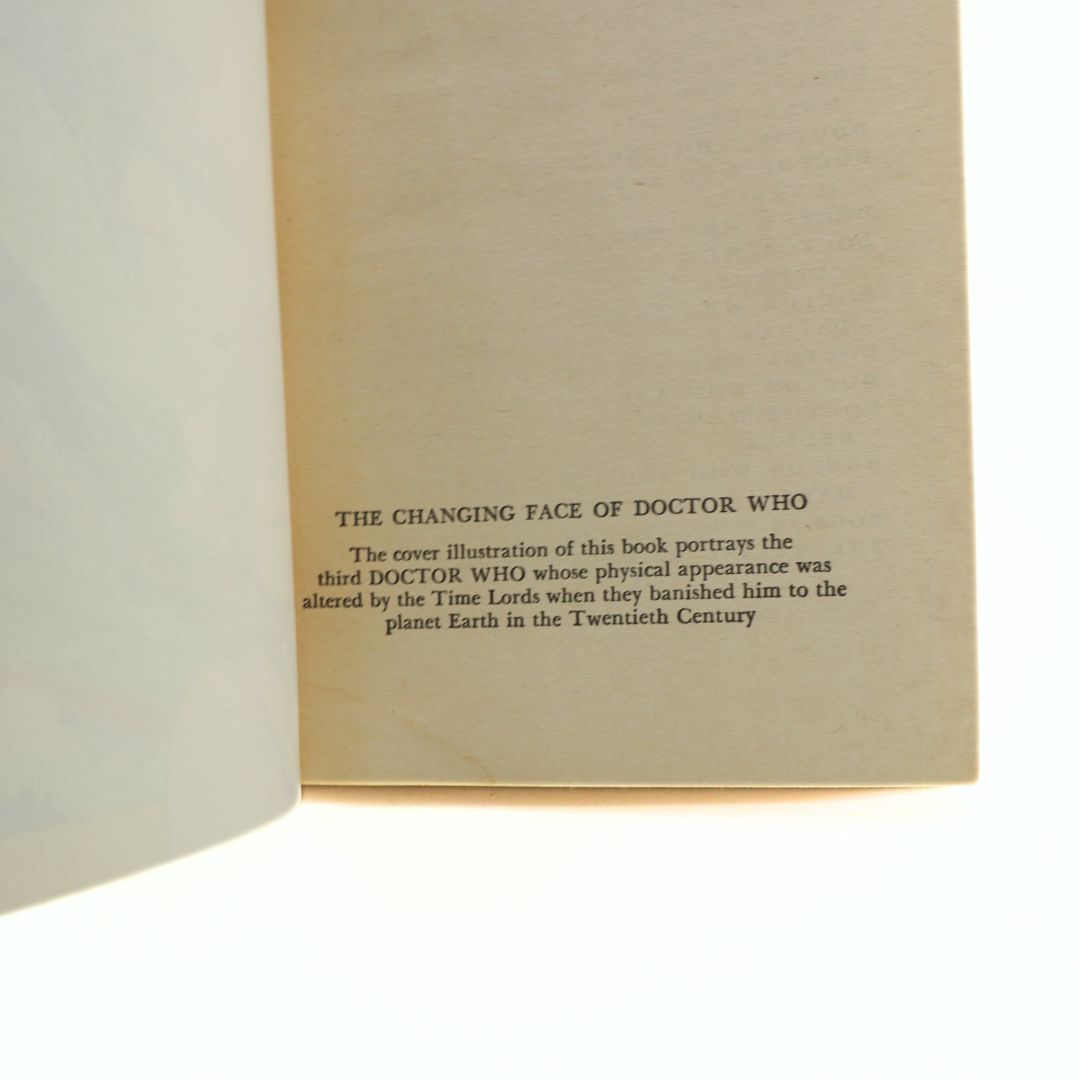 THE CHANGING FACE OF DOCTOR WHO
The cover illustration of this book portrays the
third DOCTOR WHO whose physical appearance was
altered by the Time Lords when they banished him to the
planet Earth in the Twentieth Century